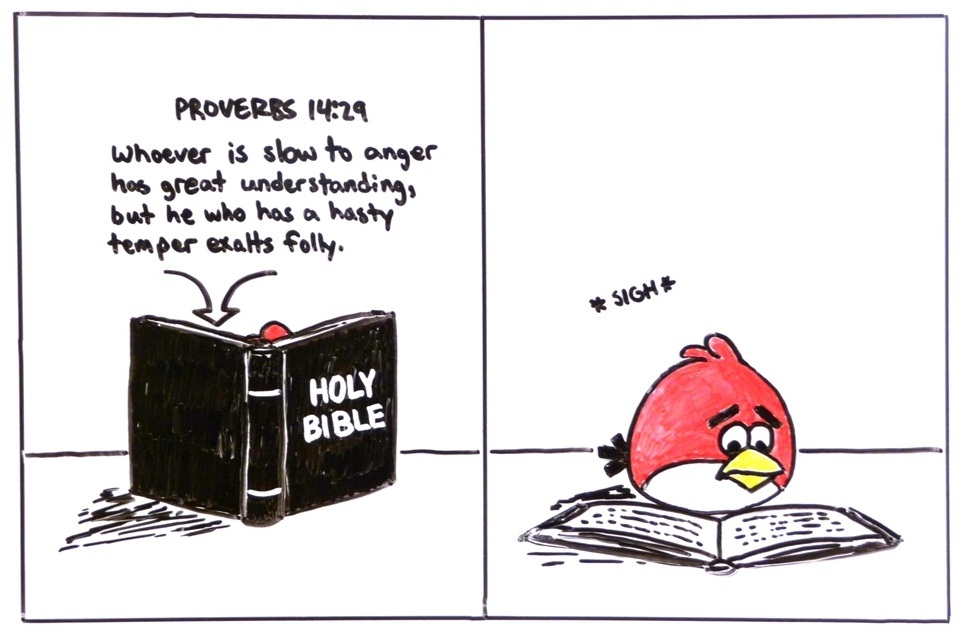 PROVERBS 14:29
Whoever is slow to anger
has great understanding,
but he who has a hasty
temper exalts folly.
HOLY
BIBLE
*SIGH*